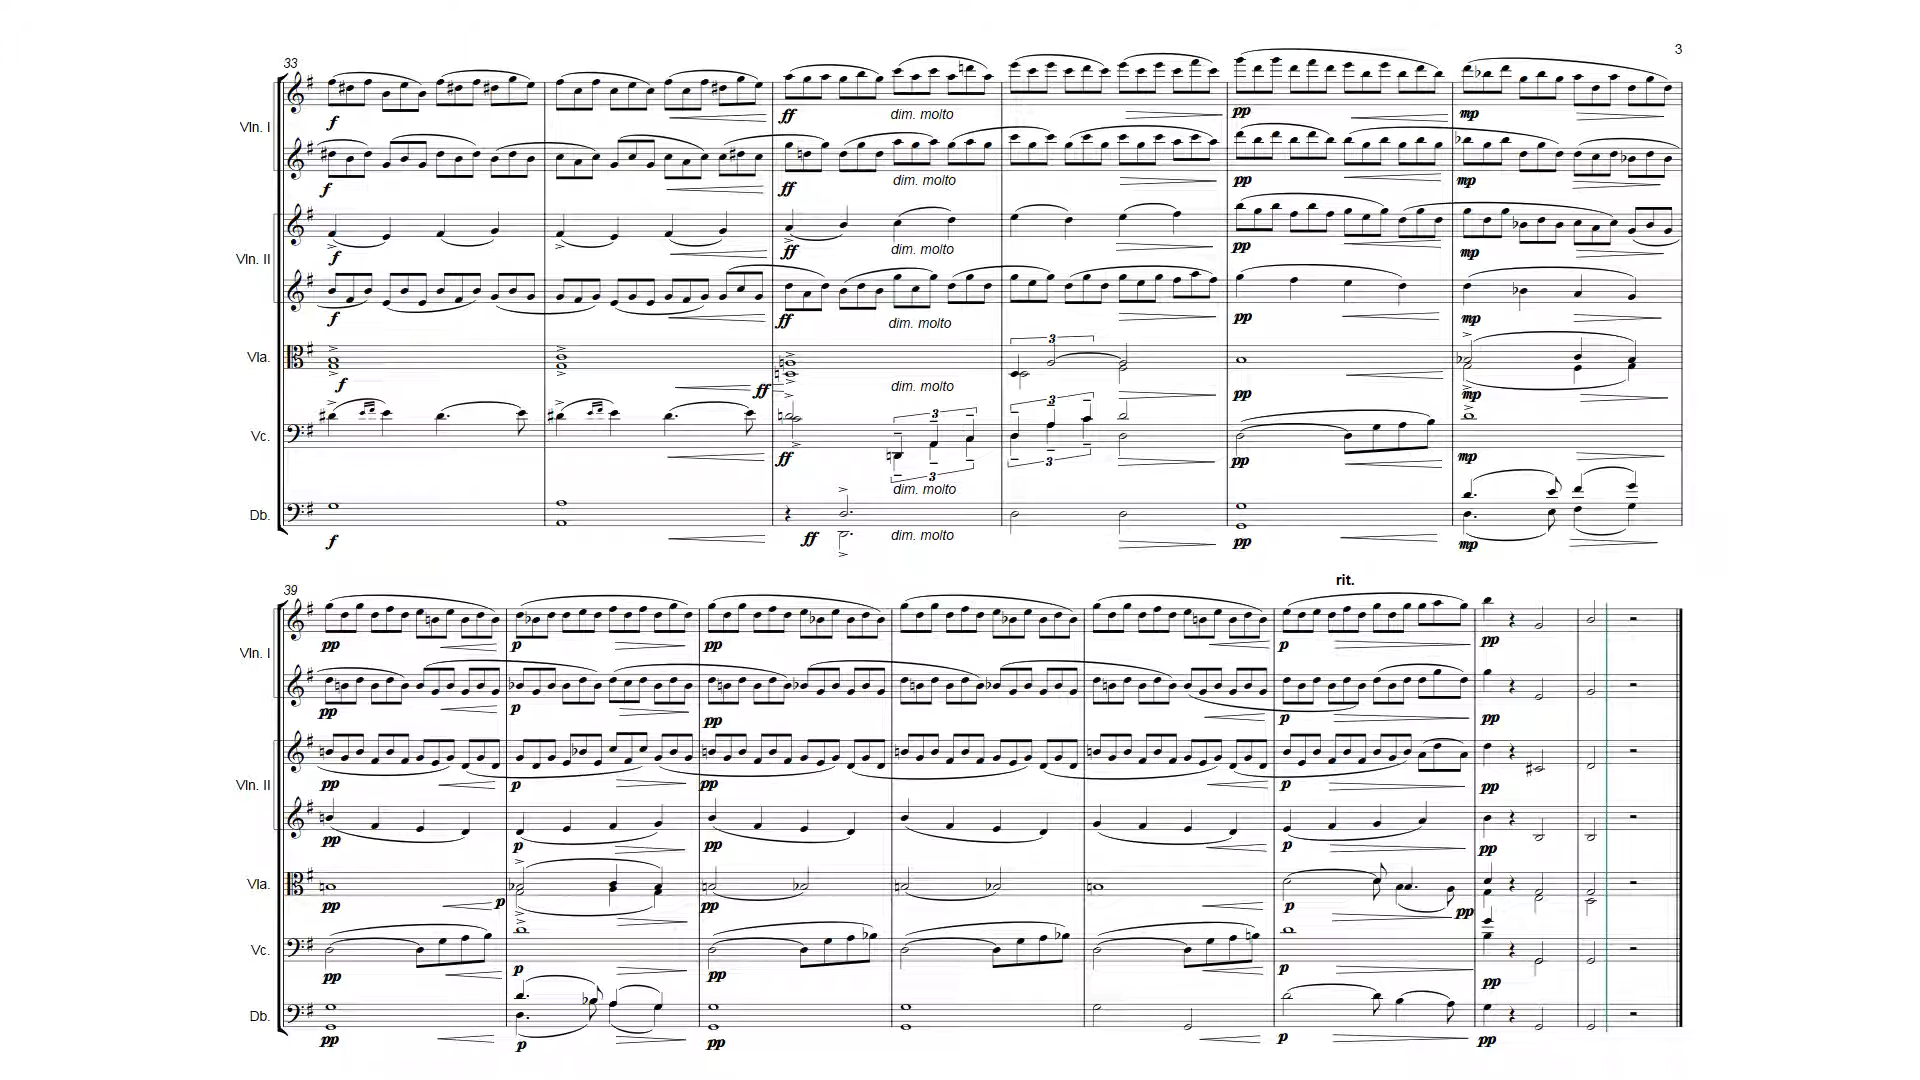 3
33
Vln. I
f
ff
dim. molto
pp
mp
f
ff
dim. molto
pp
mp
Vln. II
f
ff
dim. molto
pp
mp
f
ff
dim. molto
pp
mp
Vla.
3
f
ff
dim. molto
pp
mp
Vc.
3
3
ff
3
3
pp
mp
dim. molto
Db.
f
ff
dim. molto
pp
mp
rit.
39
Vln. I
pp
p
pp
p
pp
pp
p
pp
p
pp
Vln. II
pp
p
pp
p
pp
pp
p
pp
p
pp
Vla.
pp
p
pp
p
pp
Vc.
pp
p
pp
p
pp
Db.
pp
p
pp
p
pp